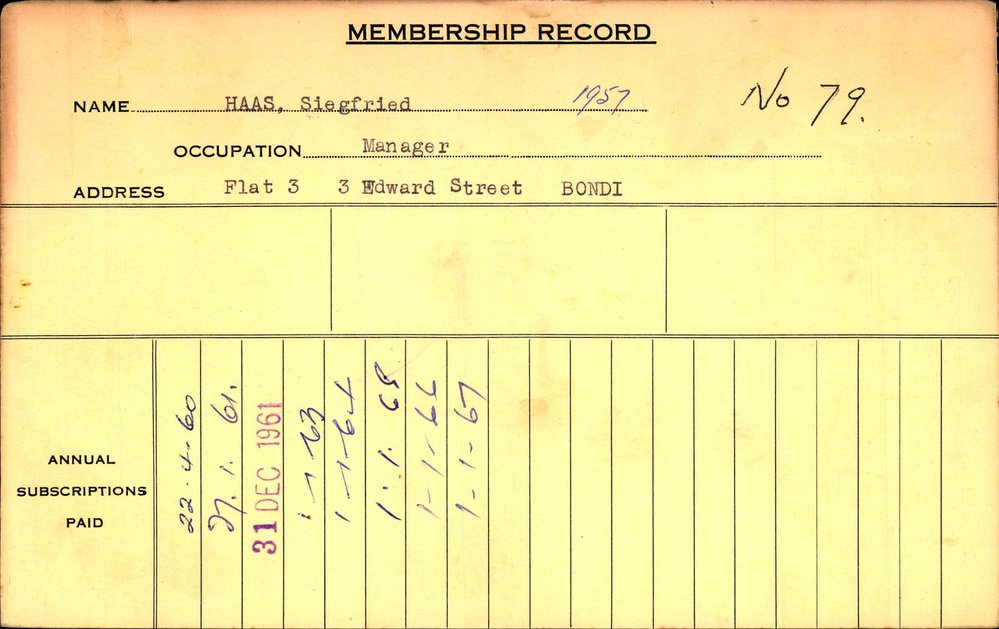 MEMBERSHIP RECORD
NAME HAAS, Siegfried 1957 No 79.
OCCUPATION Manager
ADDRESS Flat 3 3 Edward Street BONDI
ANNUAL
SUBSCRIPTIONS
PAID
22.4.60
27.1.61.
31 DEC 1961
1-1-63
1-1-64
1.1.65
1-1-66
1-1-67